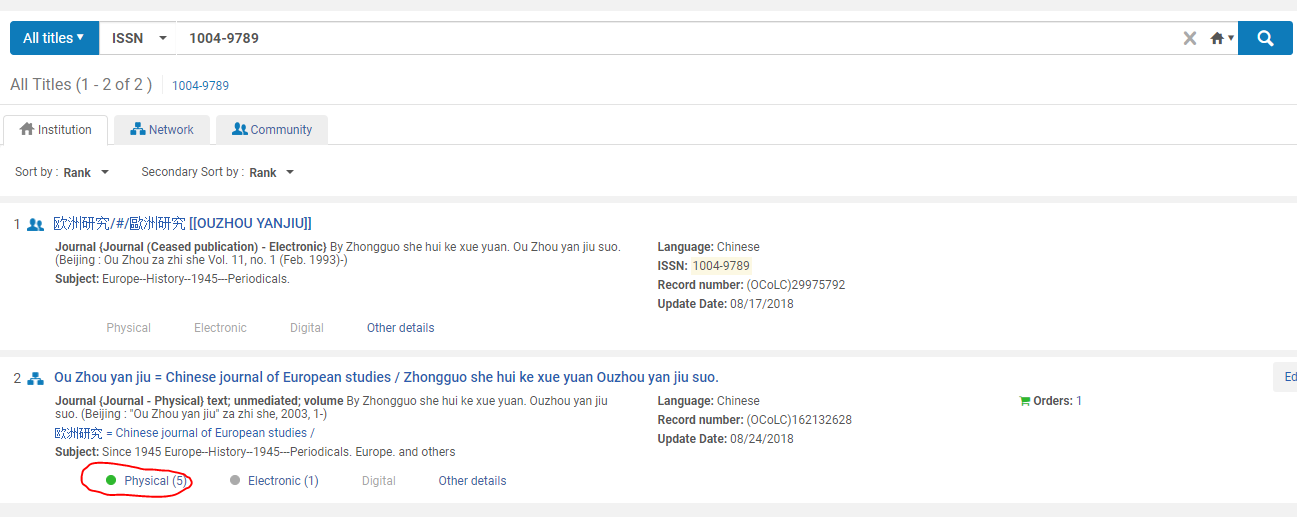 All titles ISSN 1004-9789
All Titles (1 - 2 of 2 ) 1004-9789
Institution Network Community
Sort by : Rank Secondary Sort by : Rank
1 欧洲研究/#/歐洲研究 [[OUZHOU YANJIU]]
Journal {Journal (Ceased publication) - Electronic} By Zhongguo she hui ke xue yuan. Ou Zhou yan jiu suo.
(Beijing : Ou Zhou za zhi she Vol. 11, no. 1 (Feb. 1993)-)
Subject: Europe--History--1945---Periodicals.
Language: Chinese
ISSN: 1004-9789
Record number: (OCoLC)29975792
Update Date: 08/17/2018
Physical Electronic Digital Other details
2 Ou Zhou yan jiu = Chinese journal of European studies / Zhongguo she hui ke xue yuan Ouzhou yan jiu suo.
Ed
Journal {Journal - Physical} text; unmediated; volume By Zhongguo she hui ke xue yuan. Ouzhou yan jiu
suo. (Beijing : "Ou Zhou yan jiu" za zhi she, 2003, 1-)
欧洲研究 = Chinese journal of European studies /
Subject: Since 1945 Europe--History--1945---Periodicals. Europe. and others
Language: Chinese
Record number: (OCoLC)162132628
Update Date: 08/24/2018
Orders: 1
Physical (5) Electronic (1) Digital Other details